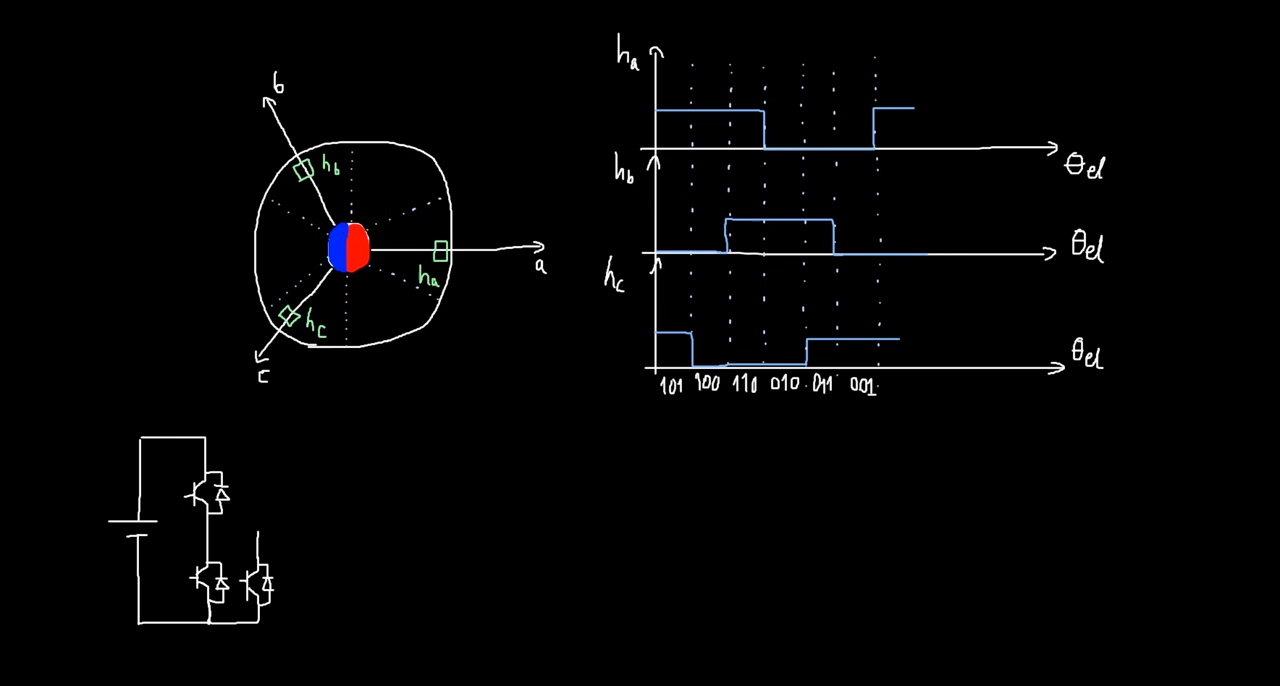 b
h_b
h_a
a
h_c
c
h_a
θ_el
h_b
θ_el
h_c
θ_el
101 100 110 010 011 001